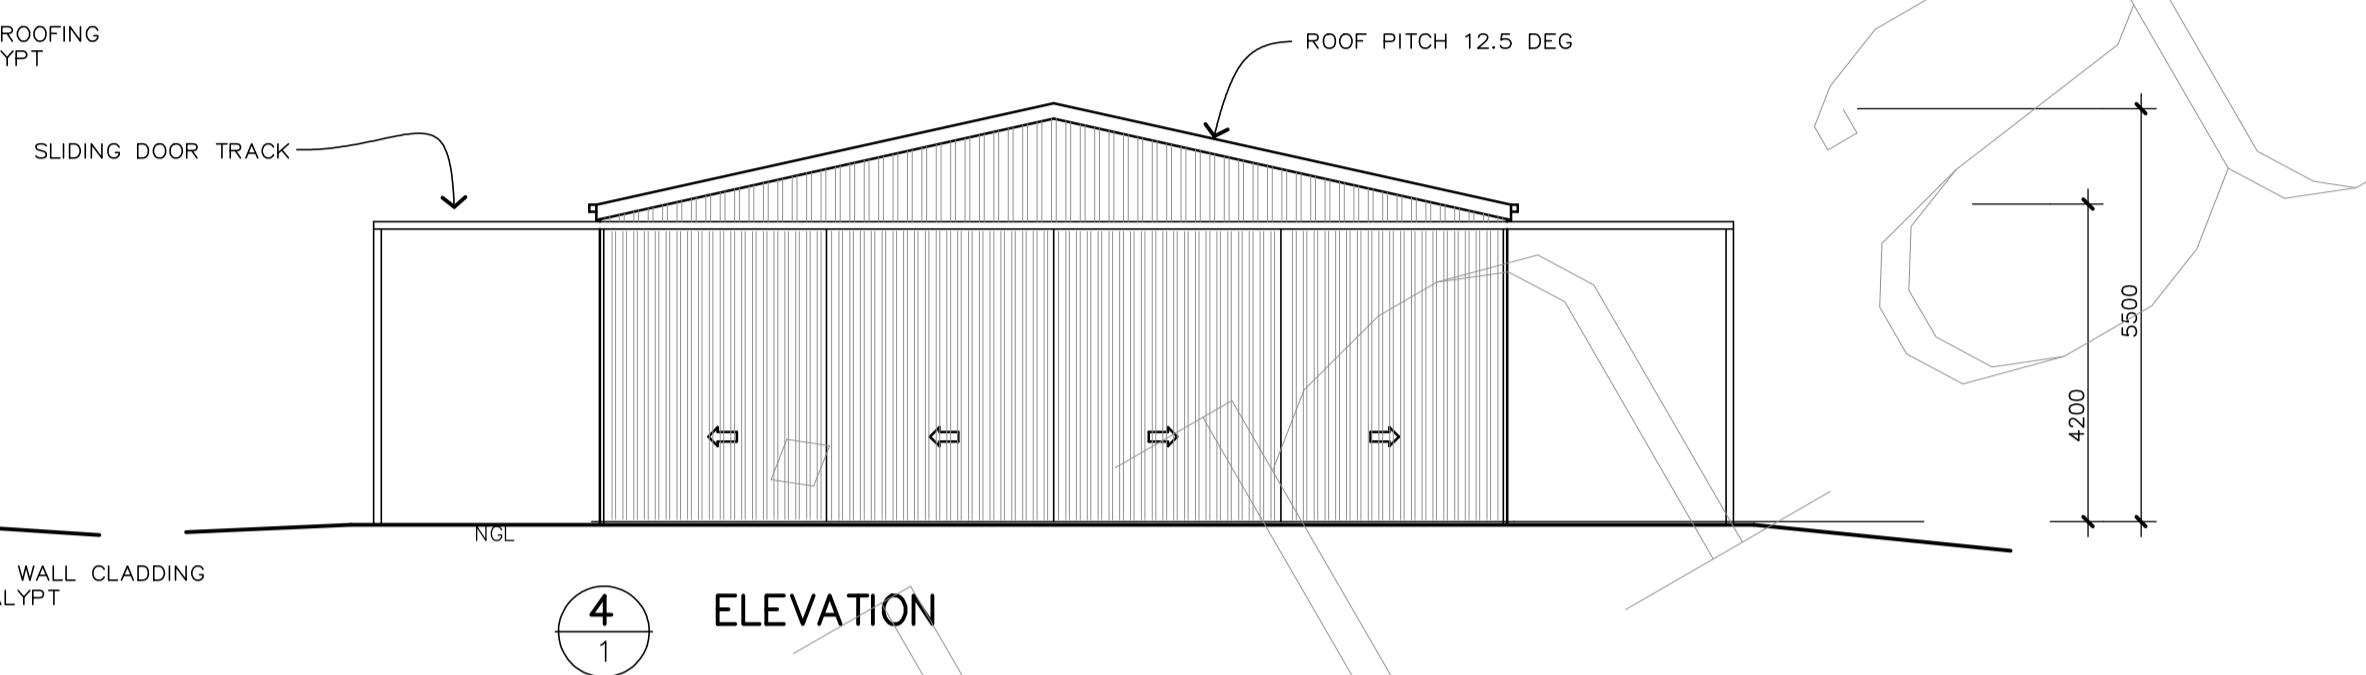 ROOFING
YPT
ROOF PITCH 12.5 DEG
SLIDING DOOR TRACK
5500
4200
NGL
WALL CLADDING
LYPT
4
1
ELEVATION